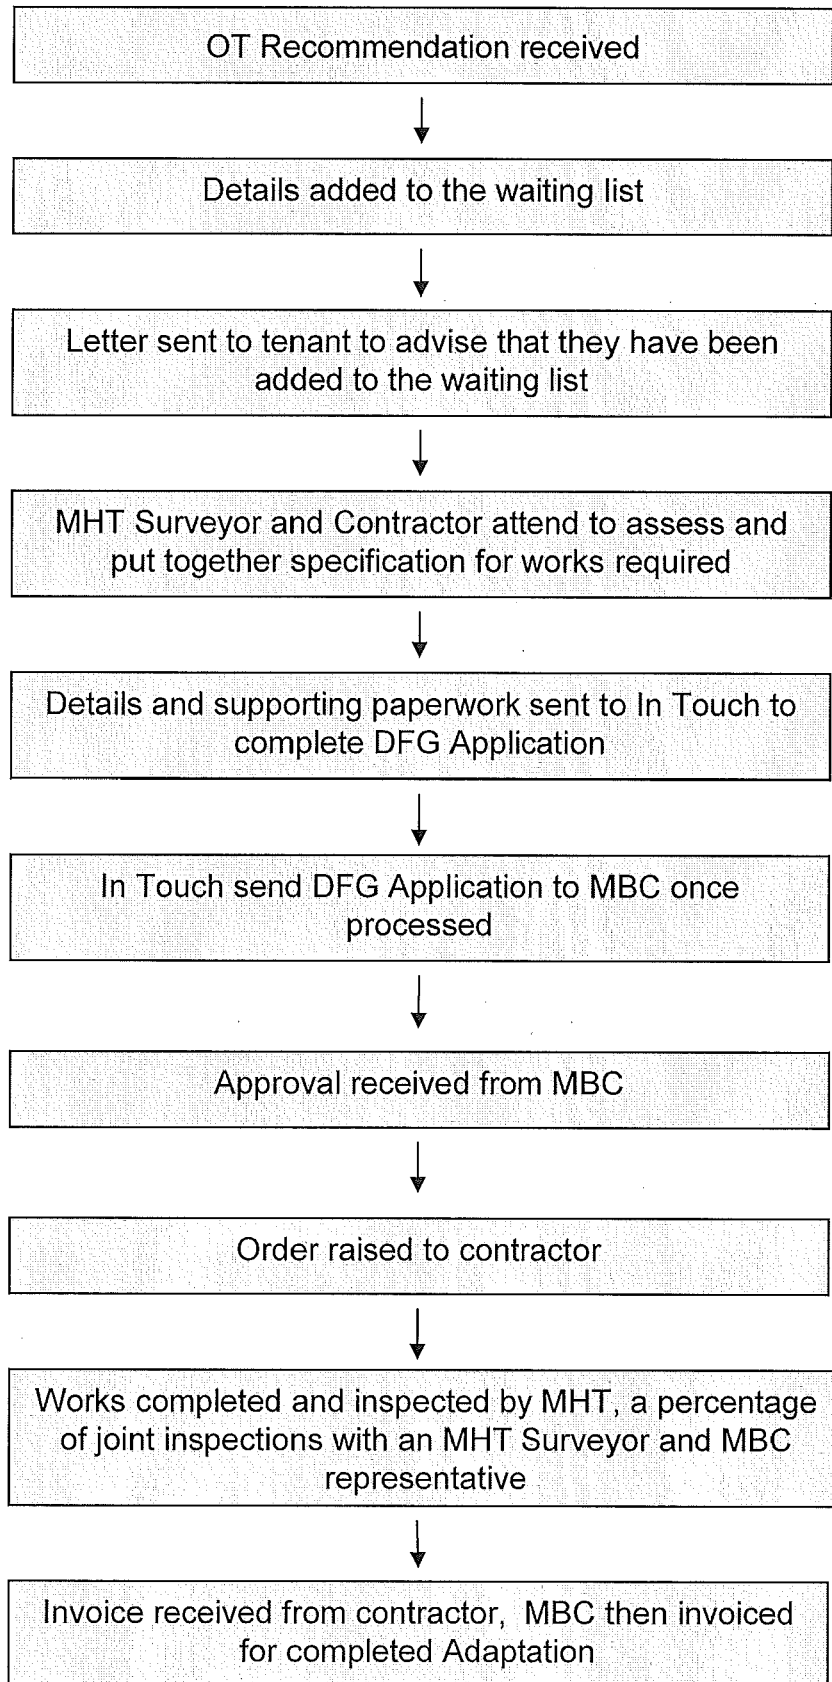 OT Recommendation received
Details added to the waiting list
Letter sent to tenant to advise that they have been
added to the waiting list
MHT Surveyor and Contractor attend to assess and
put together specification for works required
Details and supporting paperwork sent to In Touch to
complete DFG Application
In Touch send DFG Application to MBC once
processed
Approval received from MBC
Order raised to contractor
Works completed and inspected by MHT, a percentage
of joint inspections with an MHT Surveyor and MBC
representative
Invoice received from contractor,  MBC then invoiced
for completed Adaptation